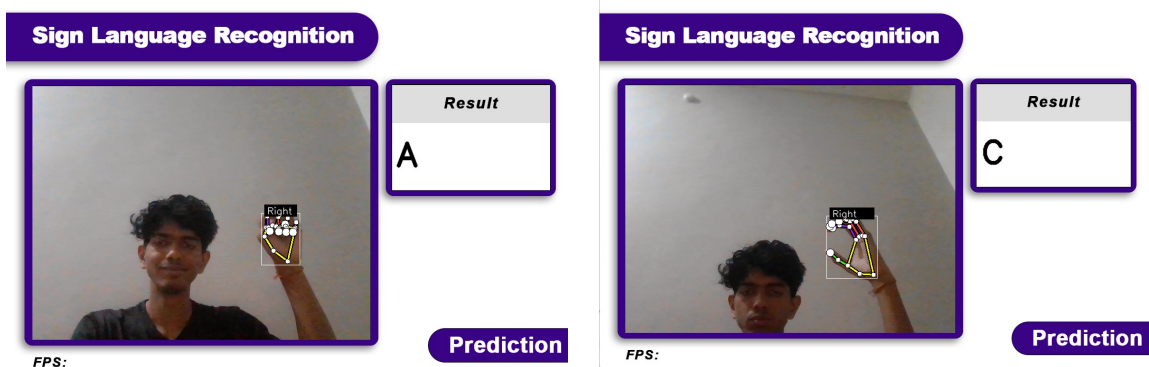 Sign Language Recognition
Result
A
Right
Prediction
FPS:
Sign Language Recognition
Result
C
Right
Prediction
FPS: